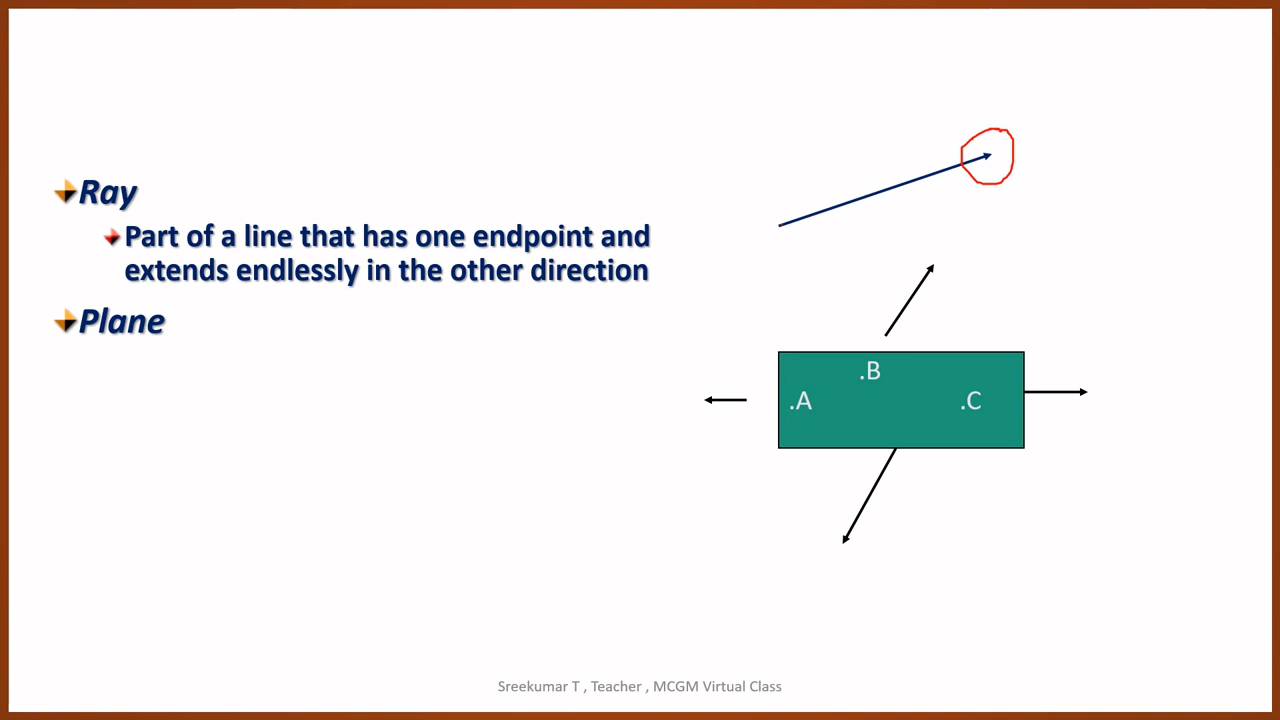 Ray
Part of a line that has one endpoint and
extends endlessly in the other direction
Plane
.B
.A
.C
Sreekumar T , Teacher , MCGM Virtual Class